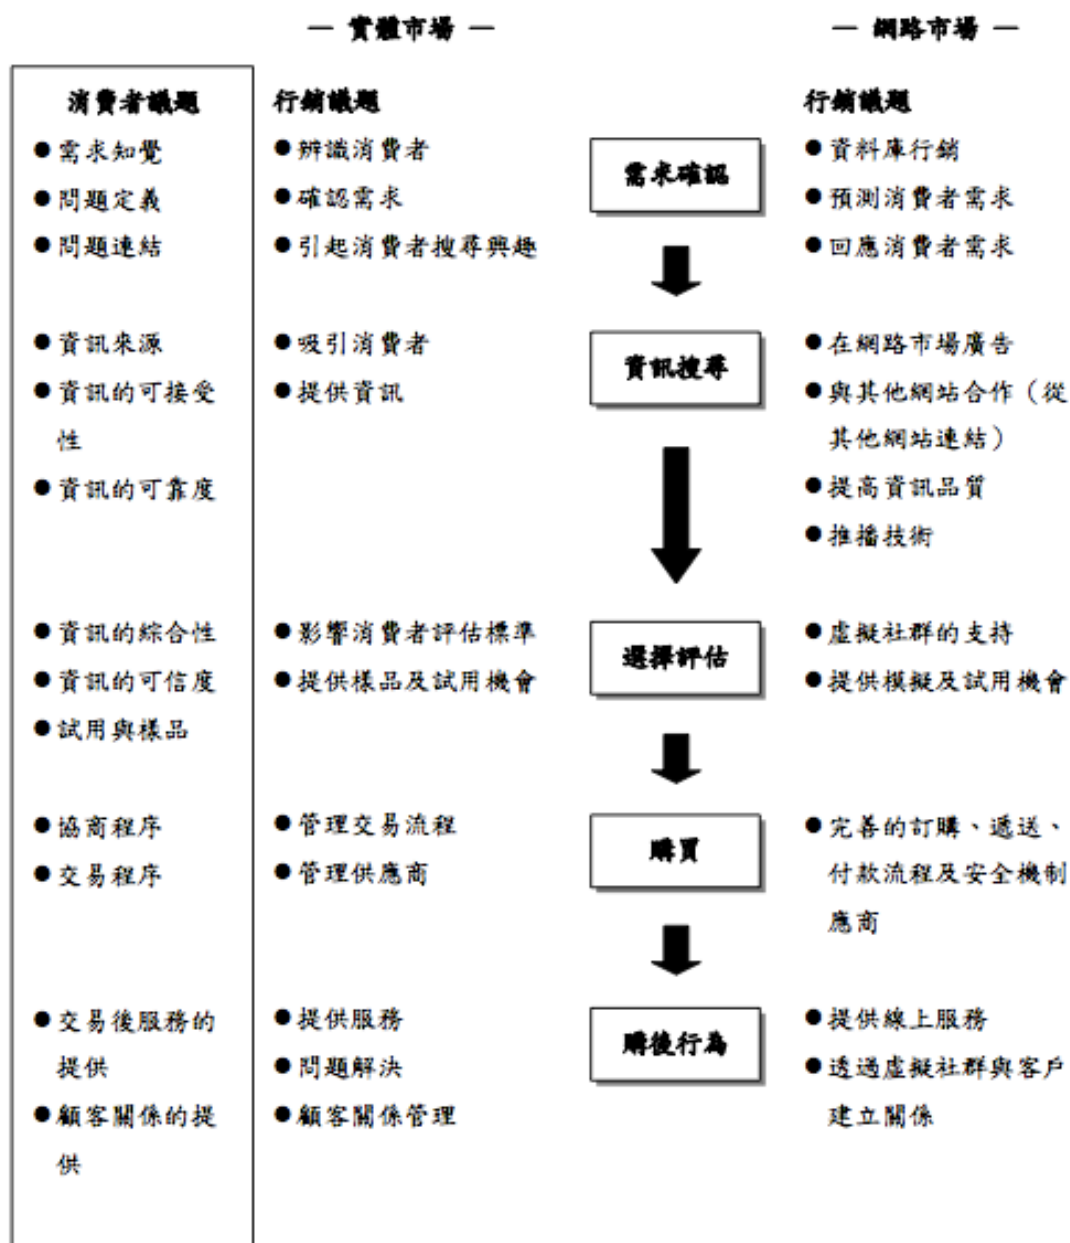 — 實體市場 —
— 網路市場 —
消費者議題
●需求知覺
●問題定義
●問題連結
●資訊來源
●資訊的可接受
性
●資訊的可靠度
●資訊的綜合性
●資訊的可信度
●試用與樣品
●協商程序
●交易程序
●交易後服務的
提供
●顧客關係的提
供
行銷議題
●辨識消費者
●確認需求
●引起消費者搜尋興趣
●吸引消費者
●提供資訊
●影響消費者評估標準
●提供樣品及試用機會
●管理交易流程
●管理供應商
●提供服務
●問題解決
●顧客關係管理
需求確認
資訊搜尋
選擇評估
購買
購後行為
行銷議題
●資料庫行銷
●預測消費者需求
●回應消費者需求
●在網路市場廣告
●與其他網站合作（從
其他網站連結）
●提高資訊品質
●推播技術
●虛擬社群的支持
●提供模擬及試用機會
●完善的訂購、遞送、
付款流程及安全機制
應商
●提供線上服務
●透過虛擬社群與客戶
建立關係